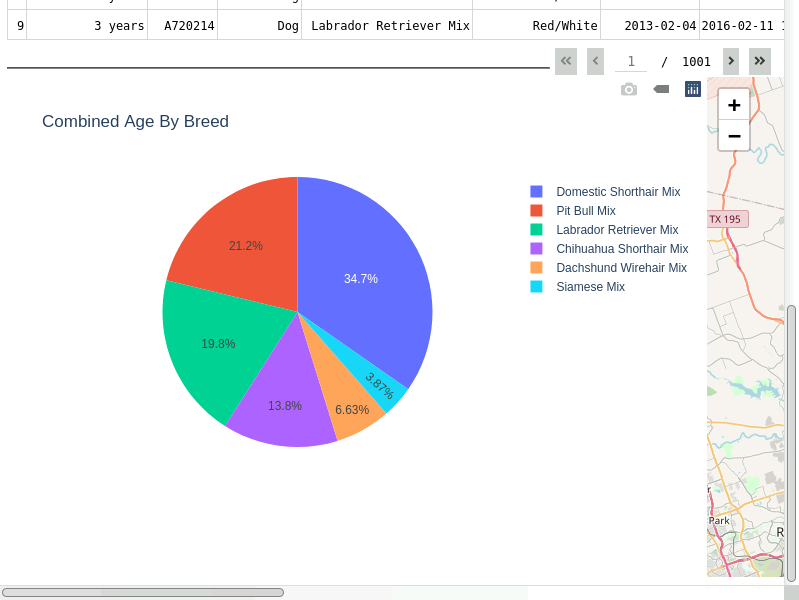 9 3 years A720214 Dog Labrador Retriever Mix Red/White 2013-02-04 2016-02-11
1 / 1001
Combined Age By Breed
+
−
Domestic Shorthair Mix
Pit Bull Mix
Labrador Retriever Mix
Chihuahua Shorthair Mix
Dachshund Wirehair Mix
Siamese Mix
TX 195
21.2%
34.7%
19.8%
3.87%
13.8%
6.63%
Park
R